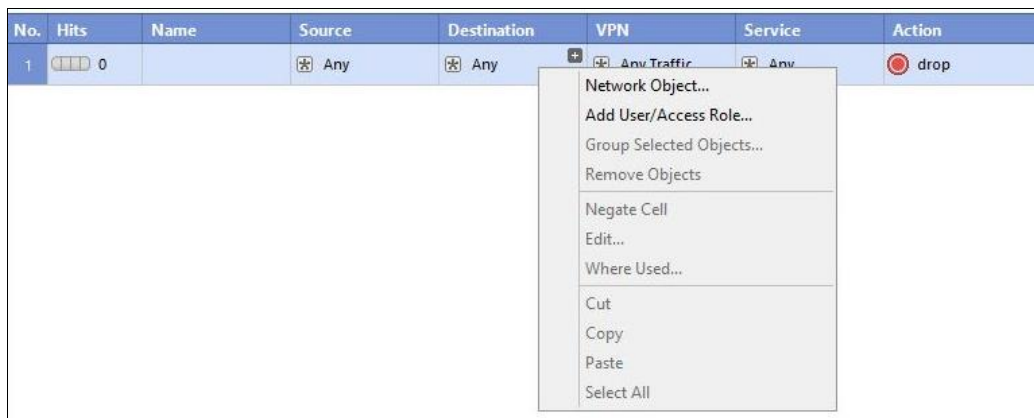 No. Hits Name Source Destination VPN Service Action
1 0 Any Any Any Traffic Any drop
Network Object...
Add User/Access Role...
Group Selected Objects...
Remove Objects
Negate Cell
Edit...
Where Used...
Cut
Copy
Paste
Select All